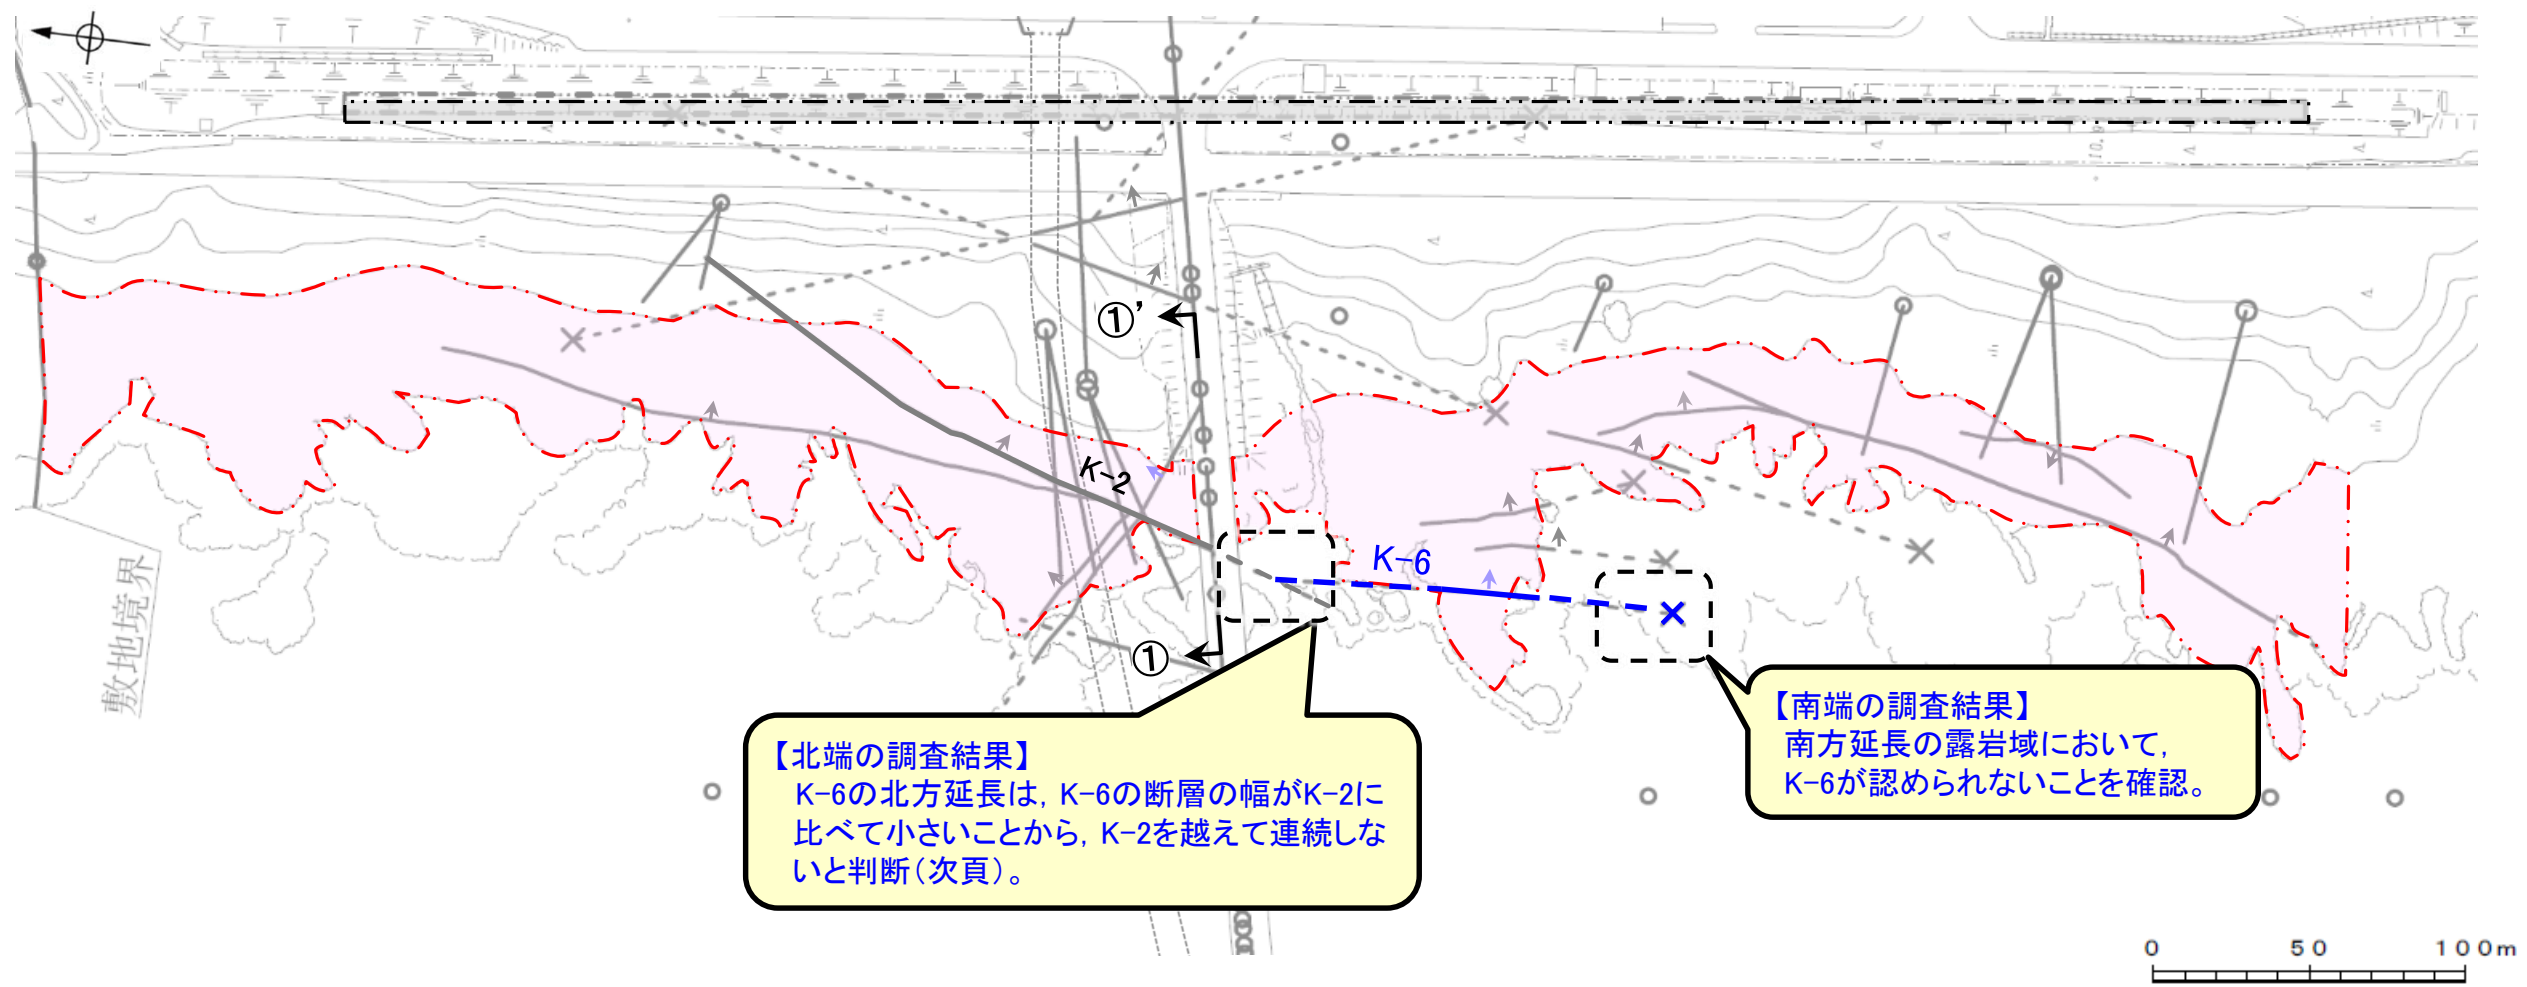 10.9
①’
K-2
K-6
①
敷地境界
【北端の調査結果】
K-6の北方延長は，K-6の断層の幅がK-2に
比べて小さいことから，K-2を越えて連続しな
いと判断（次頁）。
【南端の調査結果】
南方延長の露岩域において，
K-6が認められないことを確認。
0 50 100m